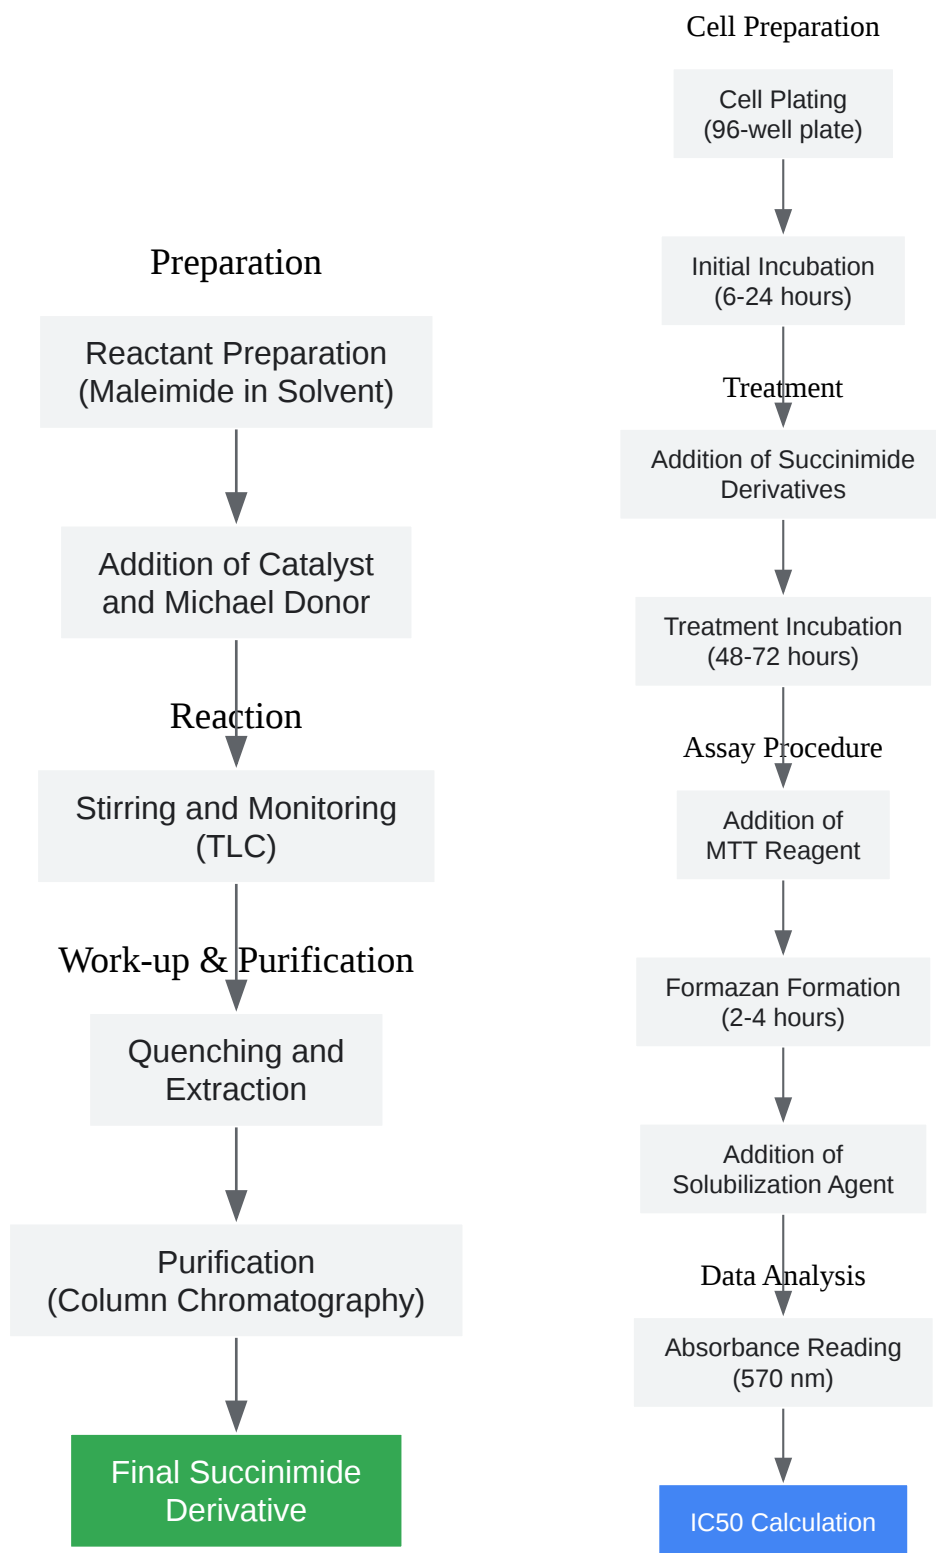 Preparation
Reactant Preparation
(Maleimide in Solvent)
Addition of Catalyst
and Michael Donor
Reaction
Stirring and Monitoring
(TLC)
Work-up & Purification
Quenching and
Extraction
Purification
(Column Chromatography)
Final Succinimide
Derivative
Cell Preparation
Cell Plating
(96-well plate)
Initial Incubation
(6-24 hours)
Treatment
Addition of Succinimide
Derivatives
Treatment Incubation
(48-72 hours)
Assay Procedure
Addition of
MTT Reagent
Formazan Formation
(2-4 hours)
Addition of
Solubilization Agent
Data Analysis
Absorbance Reading
(570 nm)
IC50 Calculation